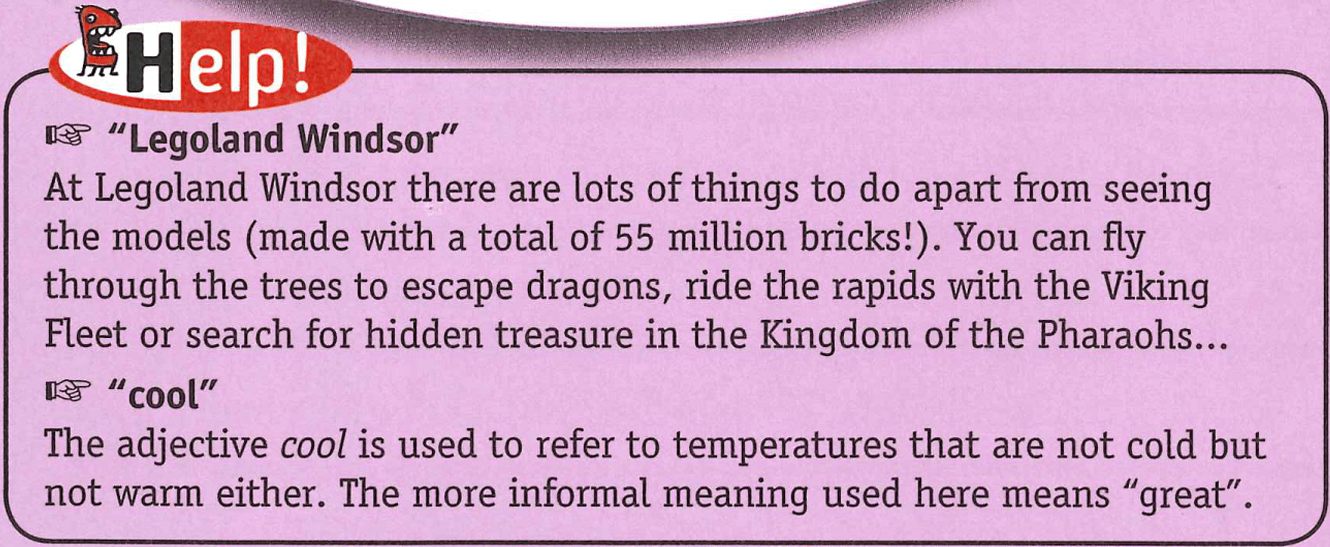 Help!
☞ “Legoland Windsor”
At Legoland Windsor there are lots of things to do apart from seeing
the models (made with a total of 55 million bricks!). You can fly
through the trees to escape dragons, ride the rapids with the Viking
Fleet or search for hidden treasure in the Kingdom of the Pharaohs...
☞ “cool”
The adjective cool is used to refer to temperatures that are not cold but
not warm either. The more informal meaning used here means “great”.